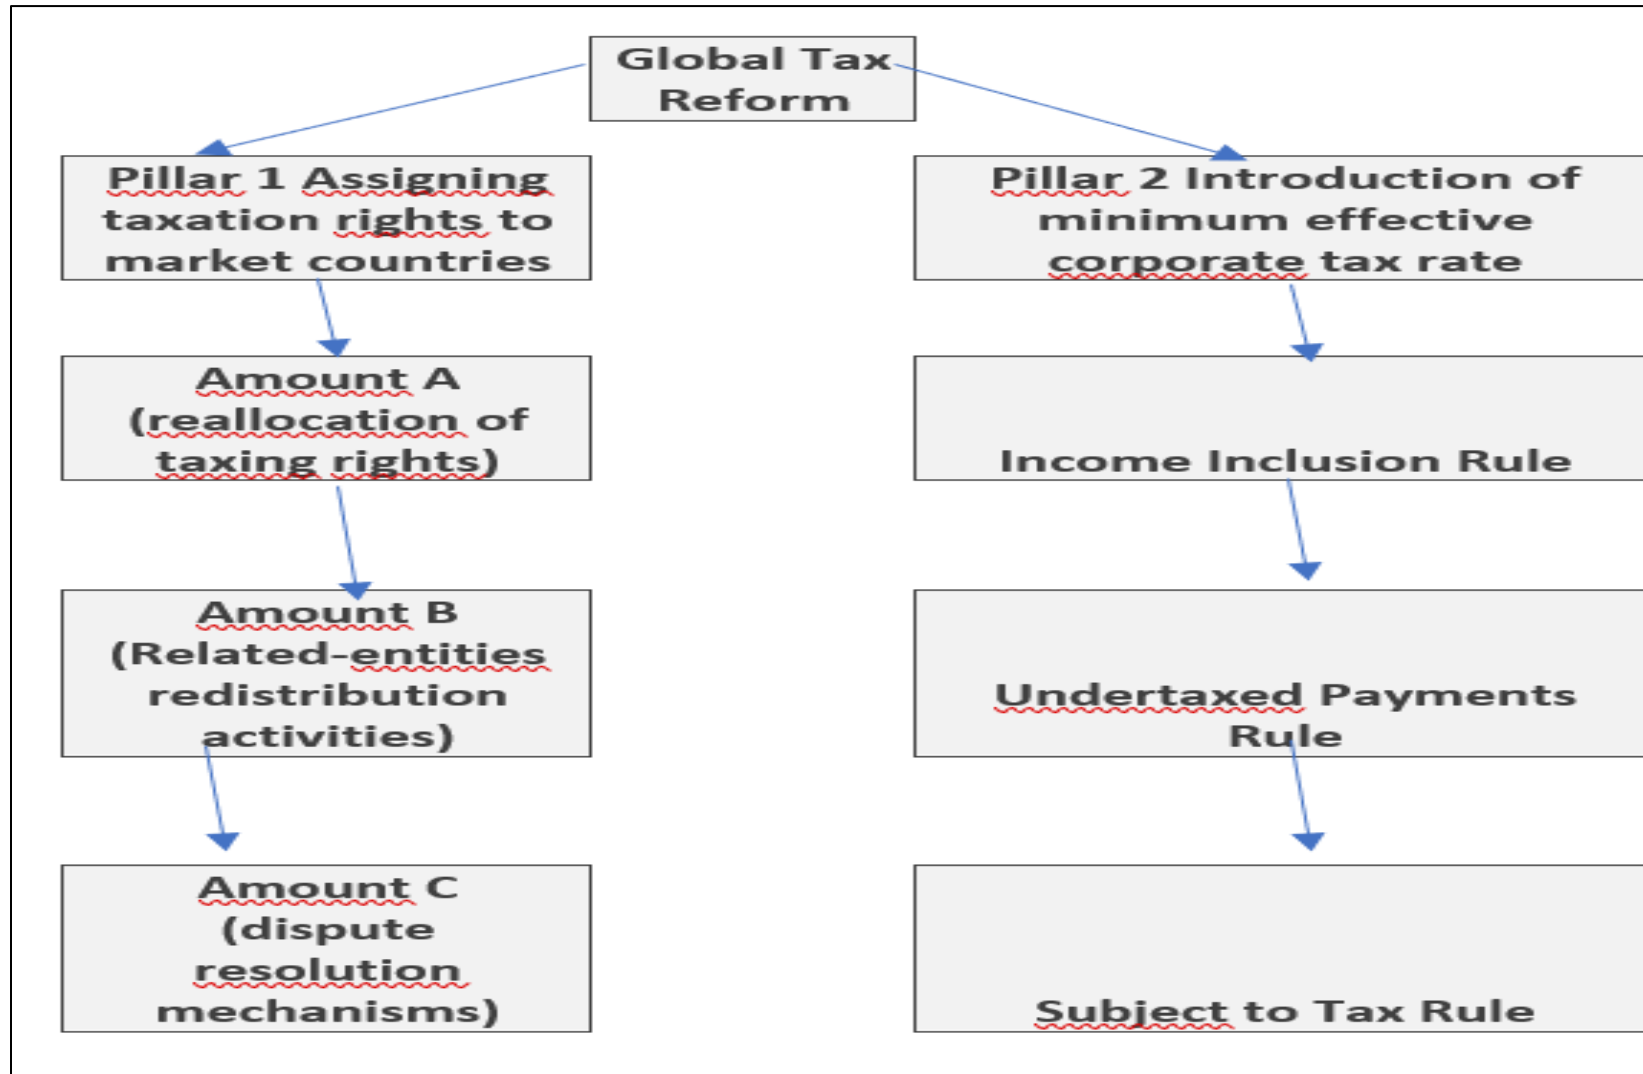 Global Tax
Reform
Pillar 1 Assigning
taxation rights to
market countries
Pillar 2 Introduction of
minimum effective
corporate tax rate
Amount A
(reallocation of
taxing rights)
Income Inclusion Rule
Amount B
(Related-entities
redistribution
activities)
Undertaxed Payments
Rule
Amount C
(dispute
resolution
mechanisms)
Subject to Tax Rule